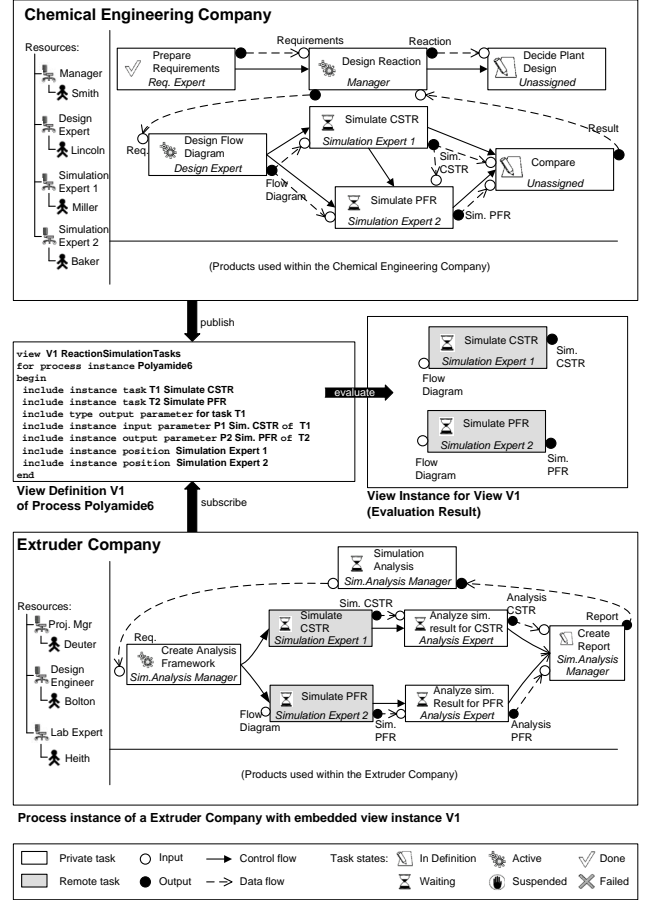 Chemical Engineering Company
Resources:
Manager
Smith
Design
Expert
Lincoln
Simulation
Expert 1
Miller
Simulation
Expert 2
Baker
Prepare
Requirements
Req. Expert
Requirements
Design Reaction
Manager
Reaction
Decide Plant
Design
Unassigned
Req.
Design Flow
Diagram
Design Expert
Flow
Diagram
Simulate CSTR
Simulation Expert 1
Sim.
CSTR
Simulate PFR
Simulation Expert 2
Sim. PFR
Compare
Unassigned
Result
(Products used within the Chemical Engineering Company)
publish
view V1 ReactionSimulationTasks
for process instance Polyamide6
begin
include instance task T1 Simulate CSTR
include instance task T2 Simulate PFR
include type output parameter for task T1
include instance input parameter P1 Sim. CSTR of T1
include instance output parameter P2 Sim. PFR of T2
include instance position Simulation Expert 1
include instance position Simulation Expert 2
end
View Definition V1
of Process Polyamide6
evaluate
subscribe
Simulate CSTR
Simulation Expert 1
Flow
Diagram
Sim.
CSTR
Simulate PFR
Simulation Expert 2
Flow
Diagram
Sim.
PFR
View Instance for View V1
(Evaluation Result)
Extruder Company
Resources:
Proj. Mgr
Deuter
Design
Engineer
Bolton
Lab Expert
Heith
Simulation
Analysis
Sim.Analysis Manager
Req.
Create Analysis
Framework
Sim.Analysis Manager
Simulate
CSTR
Simulation Expert 1
Sim. CSTR
Analyze sim.
result for CSTR
Analysis Expert
Analysis
CSTR
Report
Create
Report
Sim.Analysis
Manager
Flow
Diagram
Simulate PFR
Simulation Expert 2
Sim.
PFR
Analyze sim.
Result for PFR
Analysis Expert
Analysis
PFR
(Products used within the Extruder Company)
Process instance of a Extruder Company with embedded view instance V1
Private task
Input
Control flow
Task states:
In Definition
Active
Done
Remote task
Output
Data flow
Waiting
Suspended
Failed